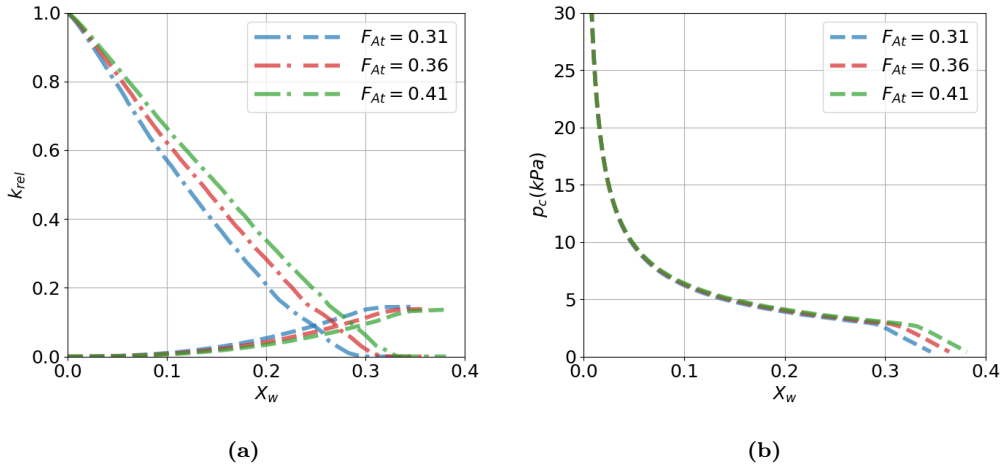 1.0
0.8
0.6
0.4
0.2
0.0
k_rel
0.0 0.1 0.2 0.3 0.4
X_w
F_At = 0.31
F_At = 0.36
F_At = 0.41
(a)
30
25
20
15
10
5
0
p_c(kPa)
0.0 0.1 0.2 0.3 0.4
X_w
F_At = 0.31
F_At = 0.36
F_At = 0.41
(b)